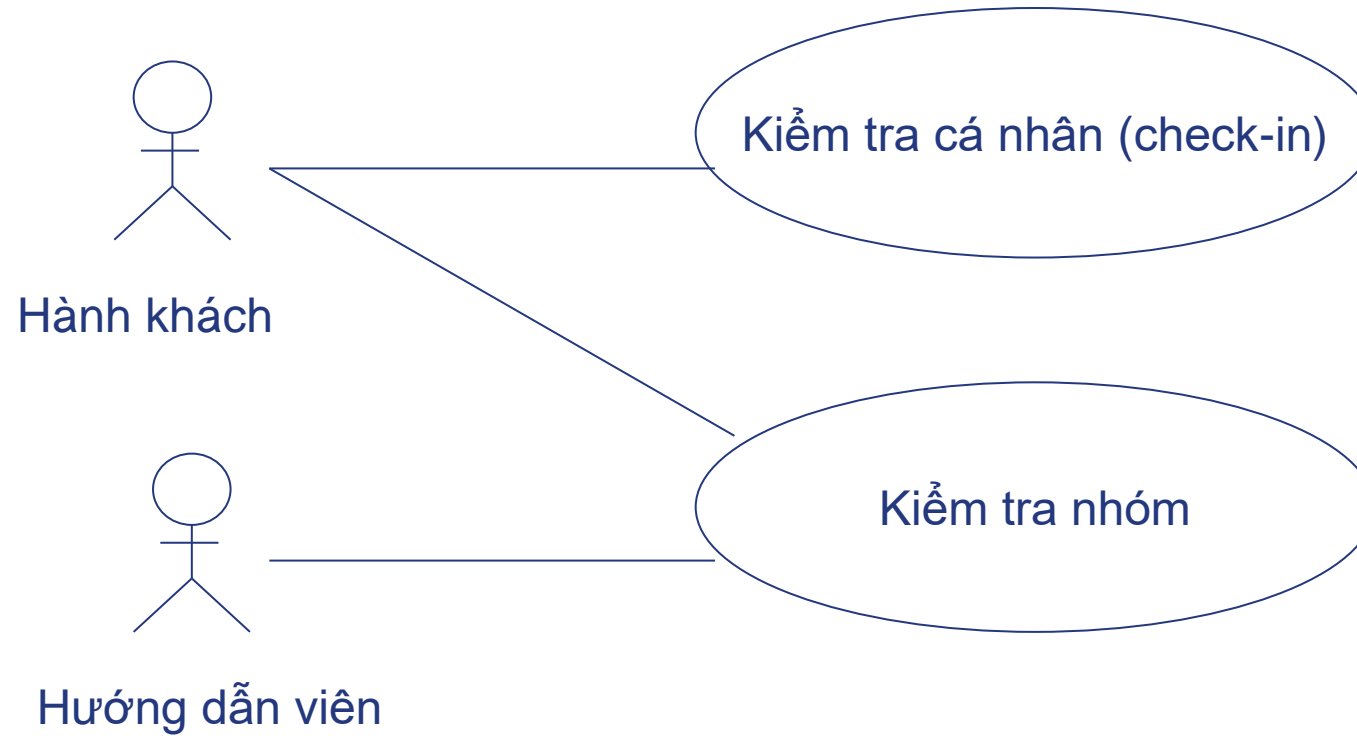 Kiểm tra cá nhân (check-in)
Hành khách
Kiểm tra nhóm
Hướng dẫn viên